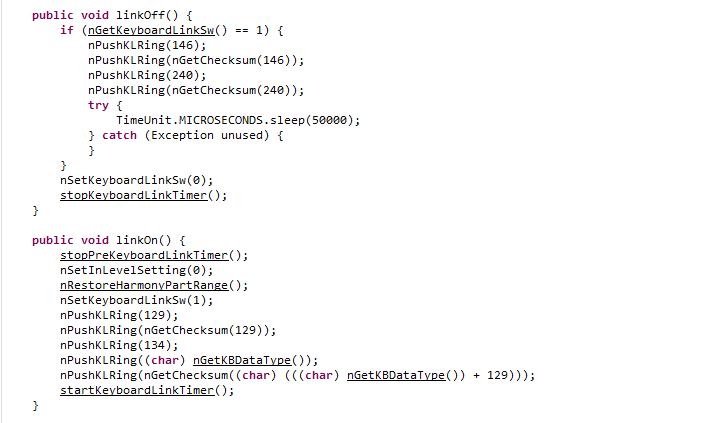 public void linkOff() {
if (nGetKeyboardLinkSw() == 1) {
nPushKLRing(146);
nPushKLRing(nGetChecksum(146));
nPushKLRing(240);
nPushKLRing(nGetChecksum(240));
try {
TimeUnit.MICROSECONDS.sleep(50000);
} catch (Exception unused) {
}
}
nSetKeyboardLinkSw(0);
stopKeyboardLinkTimer();
}
public void linkOn() {
stopPreKeyboardLinkTimer();
nSetInLevelSetting(0);
nRestoreHarmonyPartRange();
nSetKeyboardLinkSw(1);
nPushKLRing(129);
nPushKLRing(nGetChecksum(129));
nPushKLRing(134);
nPushKLRing((char) nGetKBDataType());
nPushKLRing(nGetChecksum((char) (((char) nGetKBDataType()) + 129)));
startKeyboardLinkTimer();
}